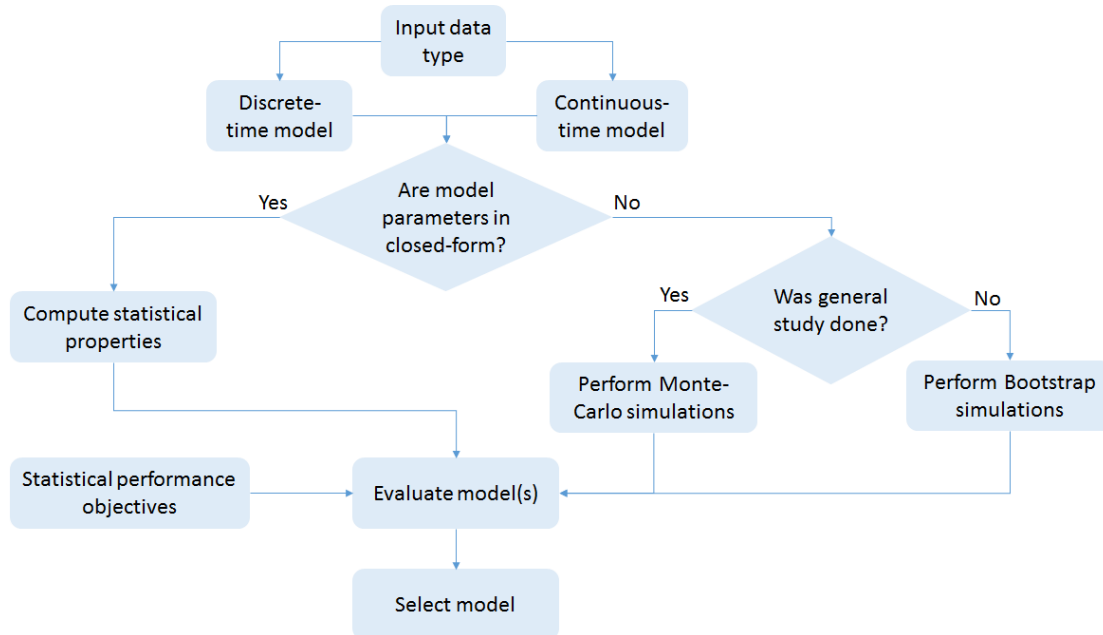 Input data
type
Discrete-
time model
Continuous-
time model
Are model
parameters in
closed-form?
Yes
No
Compute statistical
properties
Was general
study done?
Yes
No
Perform Monte-
Carlo simulations
Perform Bootstrap
simulations
Statistical performance
objectives
Evaluate model(s)
Select model